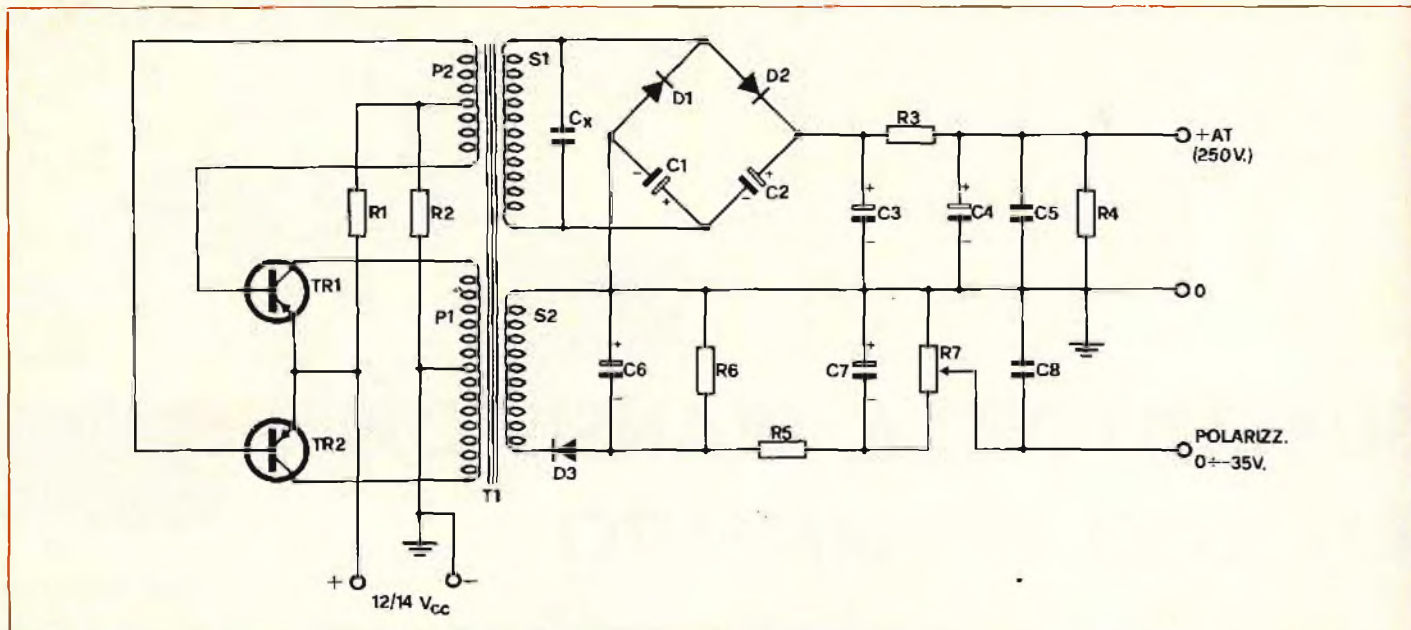 P2
S1
D1
D2
Cx
C1
C2
R3
+AT
(250V.)
R1
R2
C3
C4
C5
R4
TR1
P1
S2
O
C6
R6
C7
R7
C8
TR2
R5
D3
T1
POLARIZZ.
0÷-35V.
+
-
12/14 Vcc